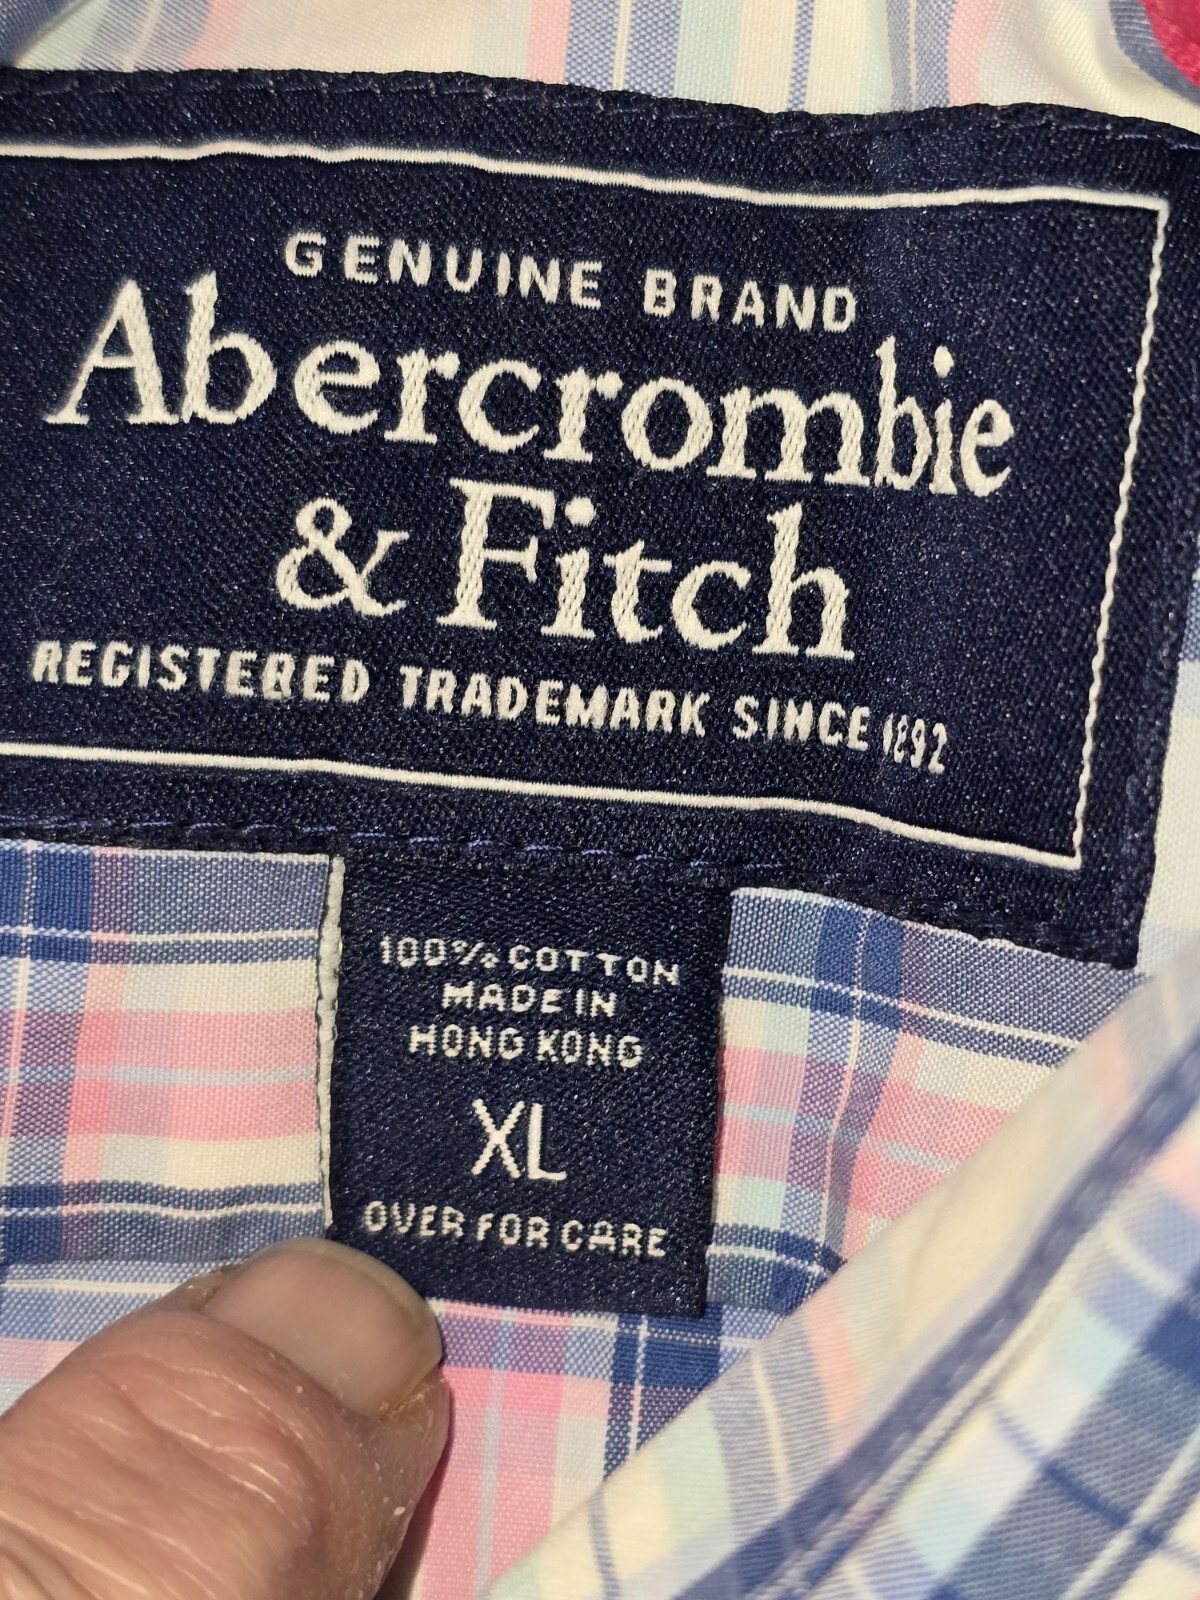 GENUINE BRAND
Abercrombie
& Fitch
REGISTERED TRADEMARK SINCE 1892
100% COTTON
MADE IN
HONG KONG
XL
OVER FOR CARE